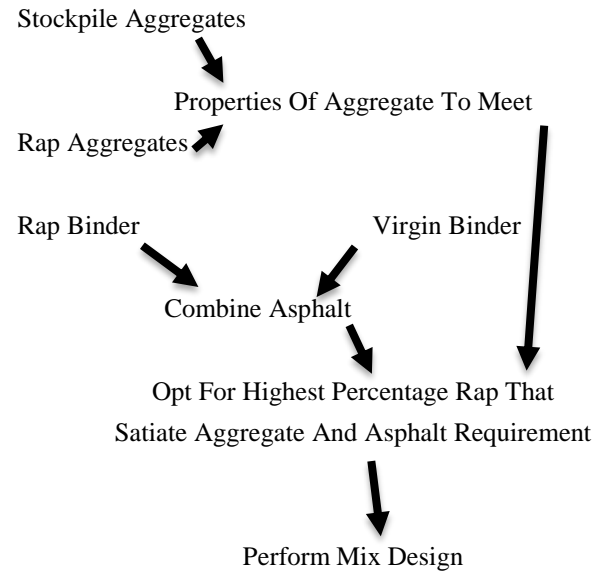 Stockpile Aggregates
Properties Of Aggregate To Meet
Rap Aggregates
Rap Binder
Virgin Binder
Combine Asphalt
Opt For Highest Percentage Rap That
Satiate Aggregate And Asphalt Requirement
Perform Mix Design